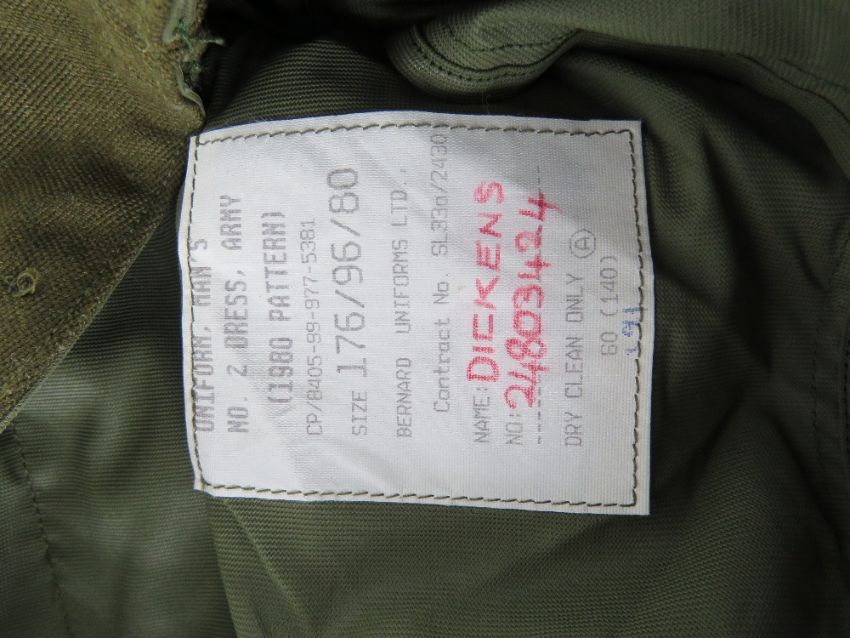 UNIFORM, MAN'S
NO. 2 DRESS, ARMY
(1980 PATTERN)
CP/8405-99-977-5381
SIZE 176/96/80
BERNARD UNIFORMS LTD.,
Contract No. SL33a/2430
NAME: DICKENS
NO: 24803424
DRY CLEAN ONLY (A)
60 (140)